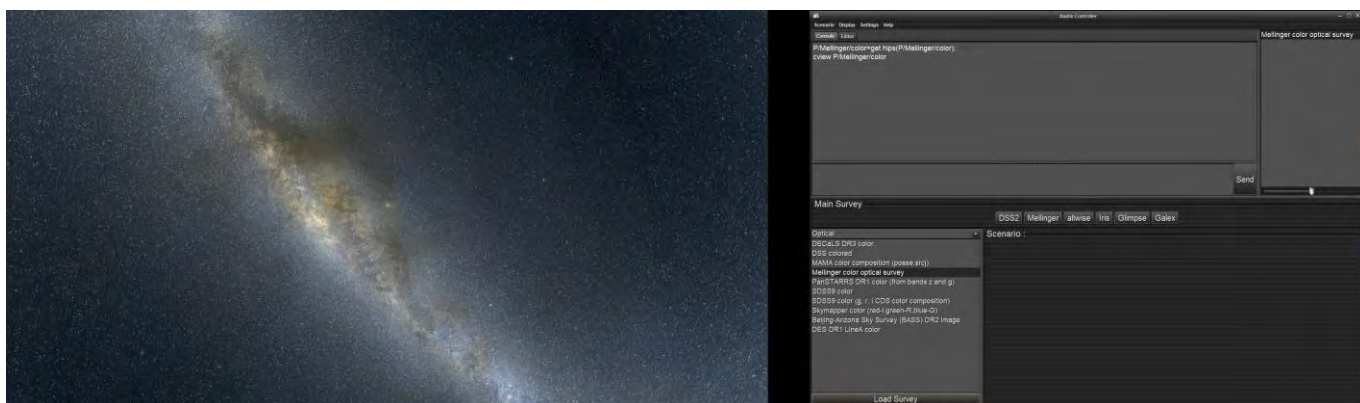 Aladin Controller
Scenario Display Settings Help
Console Editor
P/Mellinger/color=get hips(P/Mellinger/color);
cview P/Mellinger/color
Mellinger color optical survey
Send
Main Survey
DSS2 Mellinger allwise Iris Glimpse Galex
Optical
Scenario :
DECaLS DR3 color
DSS colored
MAMA color composition (posse,srcj)
Mellinger color optical survey
PanSTARRS DR1 color (from bands z and g)
SDSS9 color
SDSS9 color (g, r, i CDS color composition)
Skymapper color (red-I,green-R,blue-G)
Beijing-Arizona Sky Survey (BASS) DR2 image
DES DR1 LineA color
Load Survey